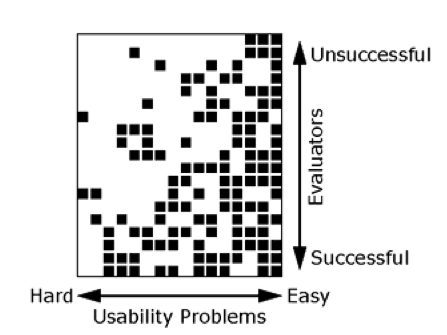 Unsuccessful
Evaluators
Successful
Hard
Easy
Usability Problems